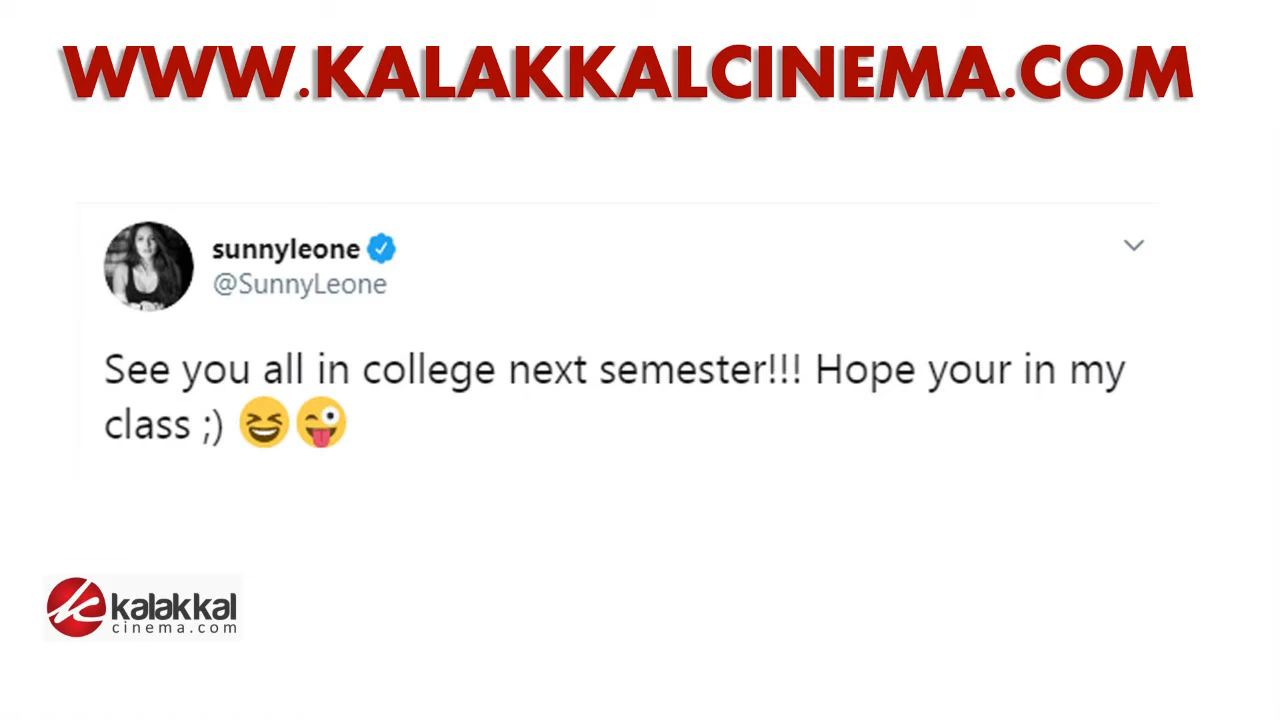 WWW.KALAKKALCINEMA.COM
sunnyleone
@SunnyLeone
See you all in college next semester!!! Hope your in my
class ;) 😆😜
kalakkal
cinema.com